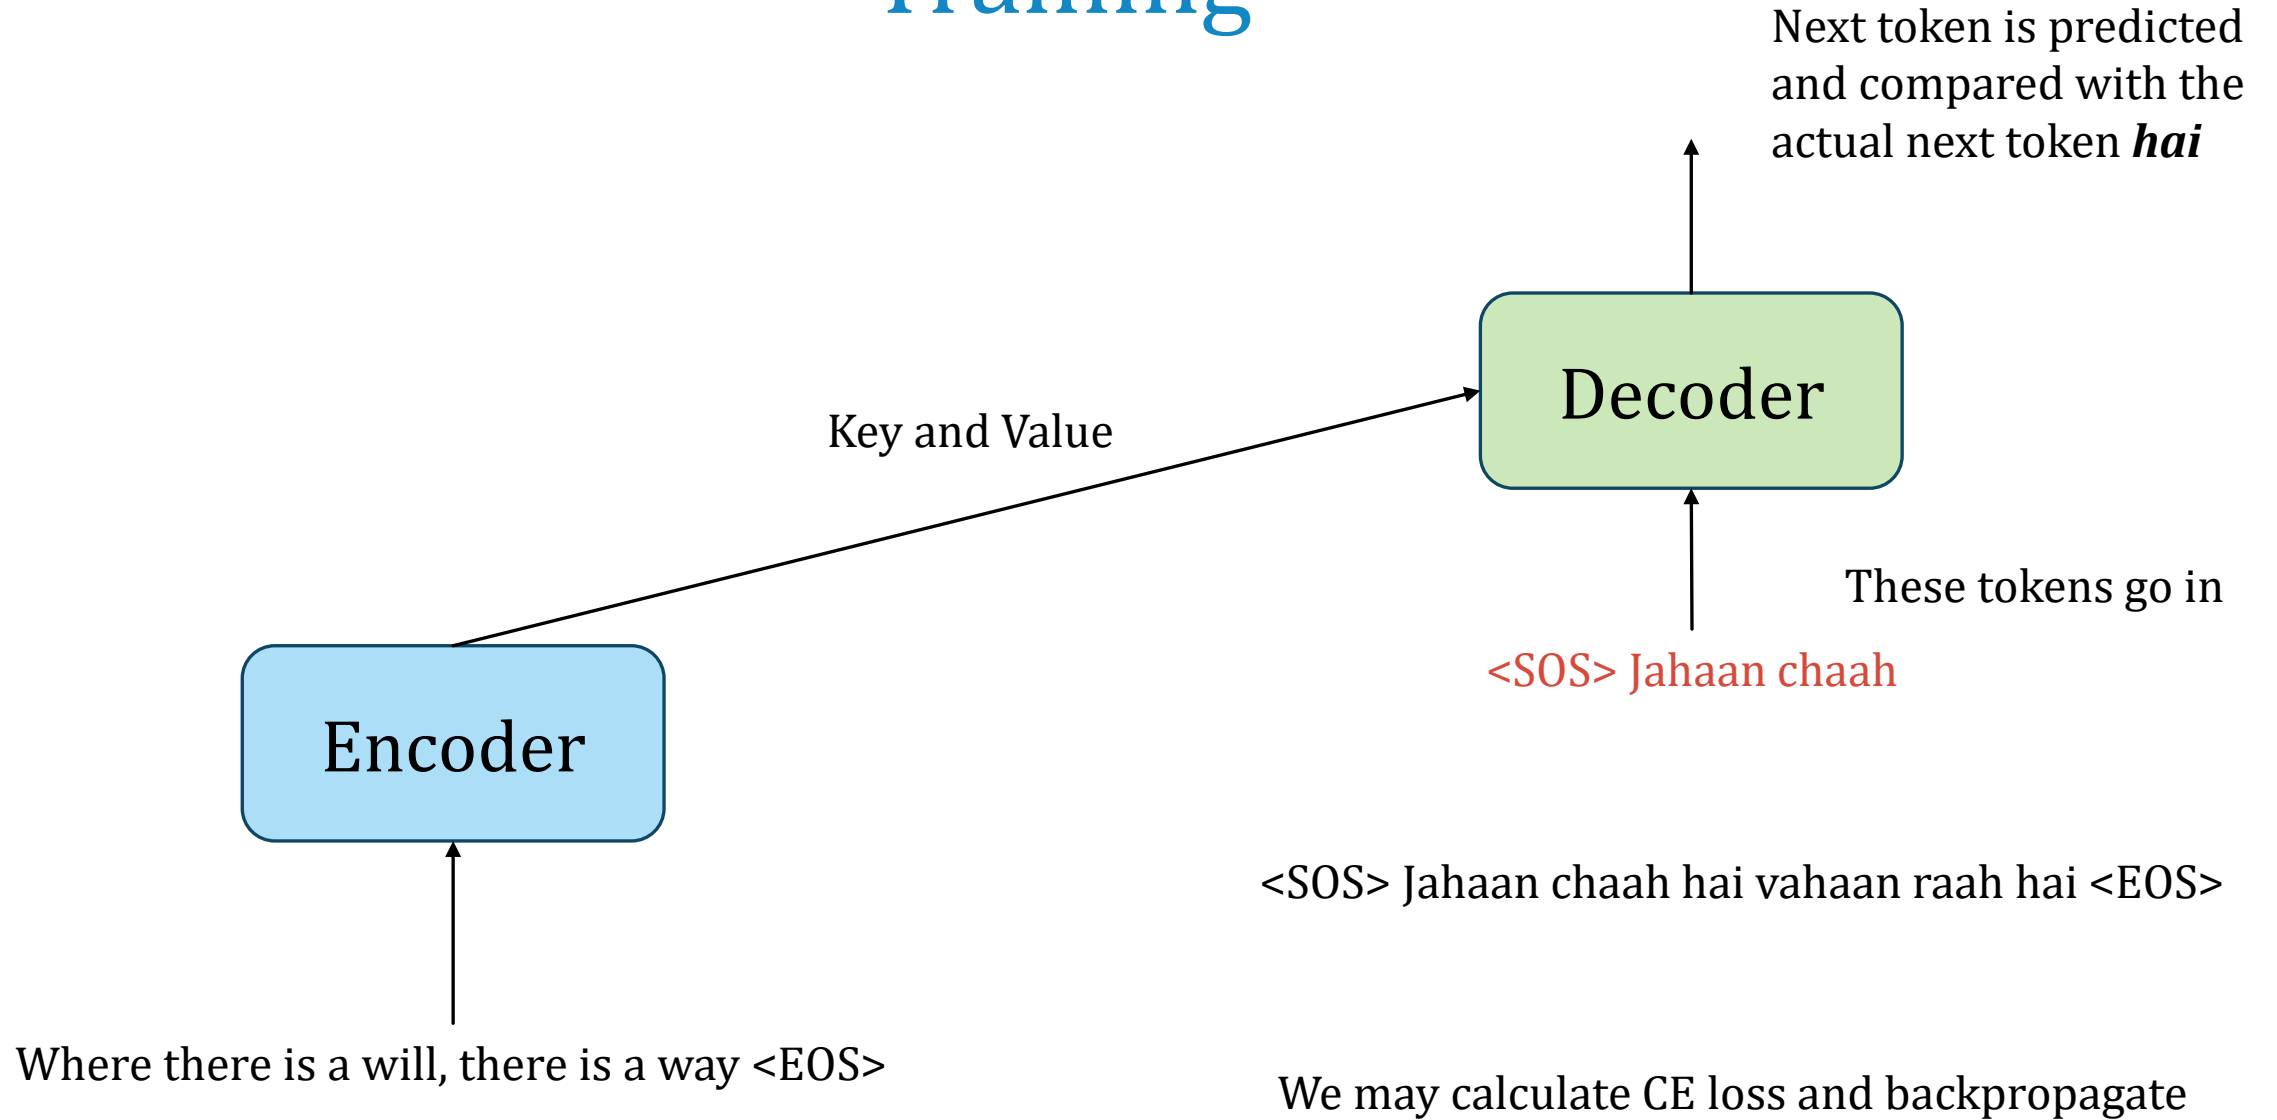 Training
Next token is predicted
and compared with the
actual next token hai
Decoder
Key and Value
These tokens go in
<SOS> Jahaan chaah
Encoder
<SOS> Jahaan chaah hai vahaan raah hai <EOS>
Where there is a will, there is a way <EOS>
We may calculate CE loss and backpropagate